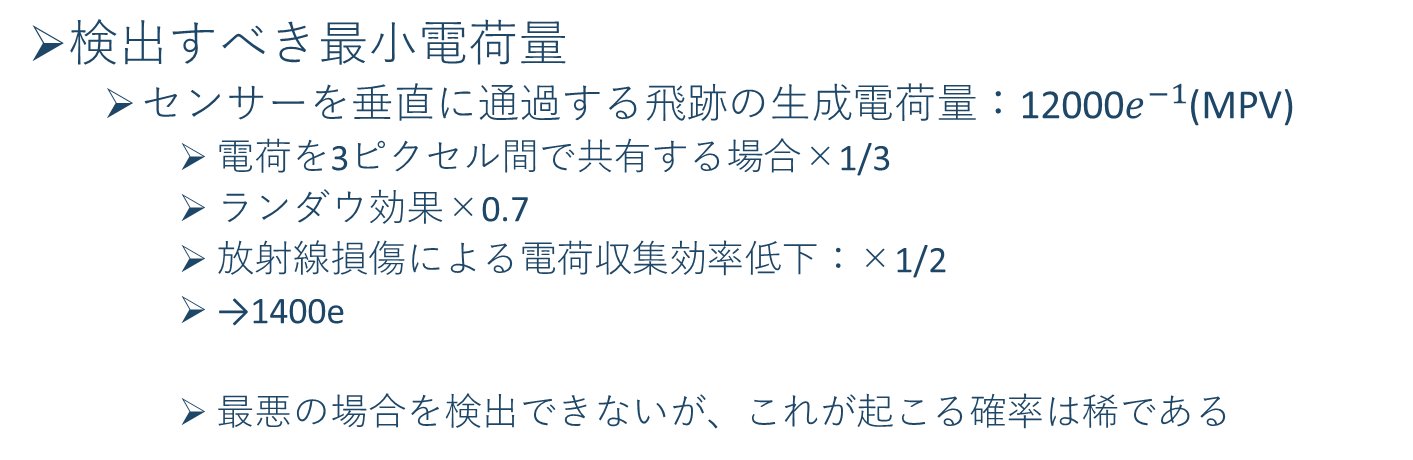 ➢検出すべき最小電荷量
➢センサーを垂直に通過する飛跡の生成電荷量：12000𝑒⁻¹(MPV)
➢電荷を3ピクセル間で共有する場合×1/3
➢ランダウ効果×0.7
➢放射線損傷による電荷収集効率低下：×1/2
➢→1400e
➢最悪の場合を検出できないが、これが起こる確率は稀である